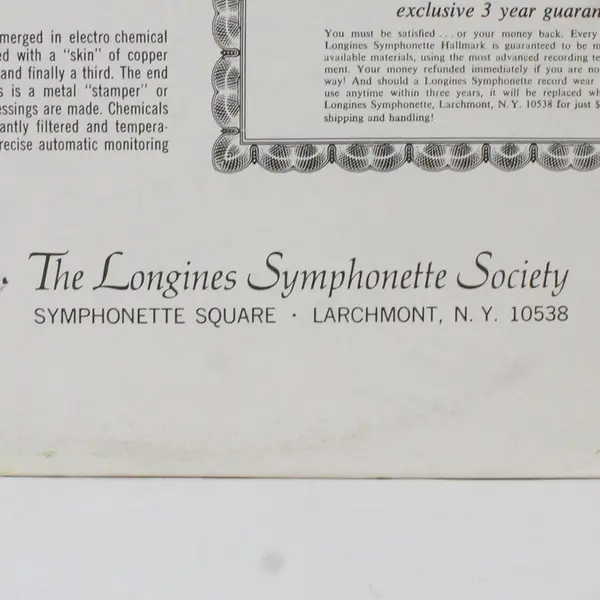 merged in electro chemical
with a "skin" of copper
and finally a third. The end
is a metal "stamper" or
essings are made. Chemicals
antly filtered and tempera-
recise automatic monitoring
exclusive 3 year guaran
You must be satisfied . . . or your money back. Every
Longines Symphonette Hallmark is guaranteed to be m
available materials, using the most advanced recording te
ment. Your money refunded immediately if you are no
way! And should a Longines Symphonette record wear
use anytime within three years, it will be replaced wh
Longines Symphonette, Larchmont, N. Y. 10538 for just $
shipping and handling!
The Longines Symphonette Society
SYMPHONETTE SQUARE · LARCHMONT, N. Y. 10538